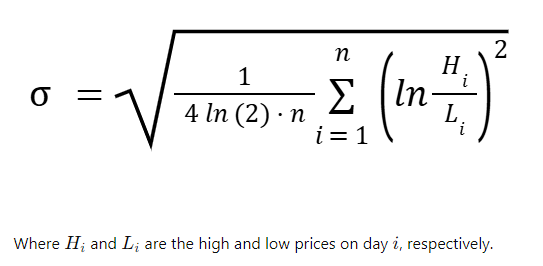 σ = √(1 / (4 ln (2) · n) ∑_{i = 1}^{n} (ln H_i / L_i)^2)
Where H_i and L_i are the high and low prices on day i, respectively.